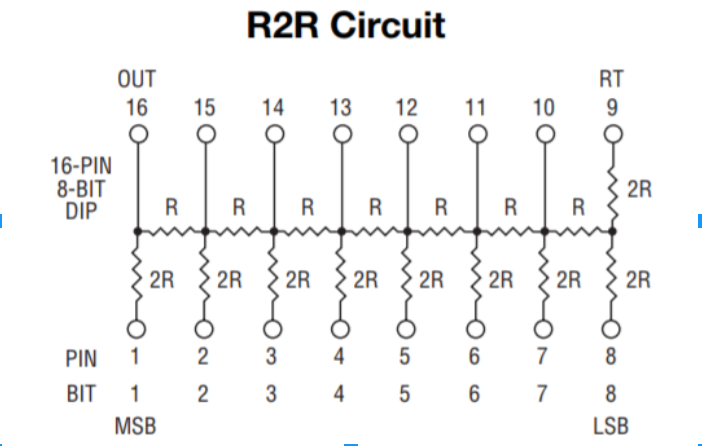 R2R Circuit
OUT RT
16 15 14 13 12 11 10 9
16-PIN
8-BIT
DIP
2R
R R R R R R R
2R 2R 2R 2R 2R 2R 2R 2R
PIN 1 2 3 4 5 6 7 8
BIT 1 2 3 4 5 6 7 8
MSB LSB